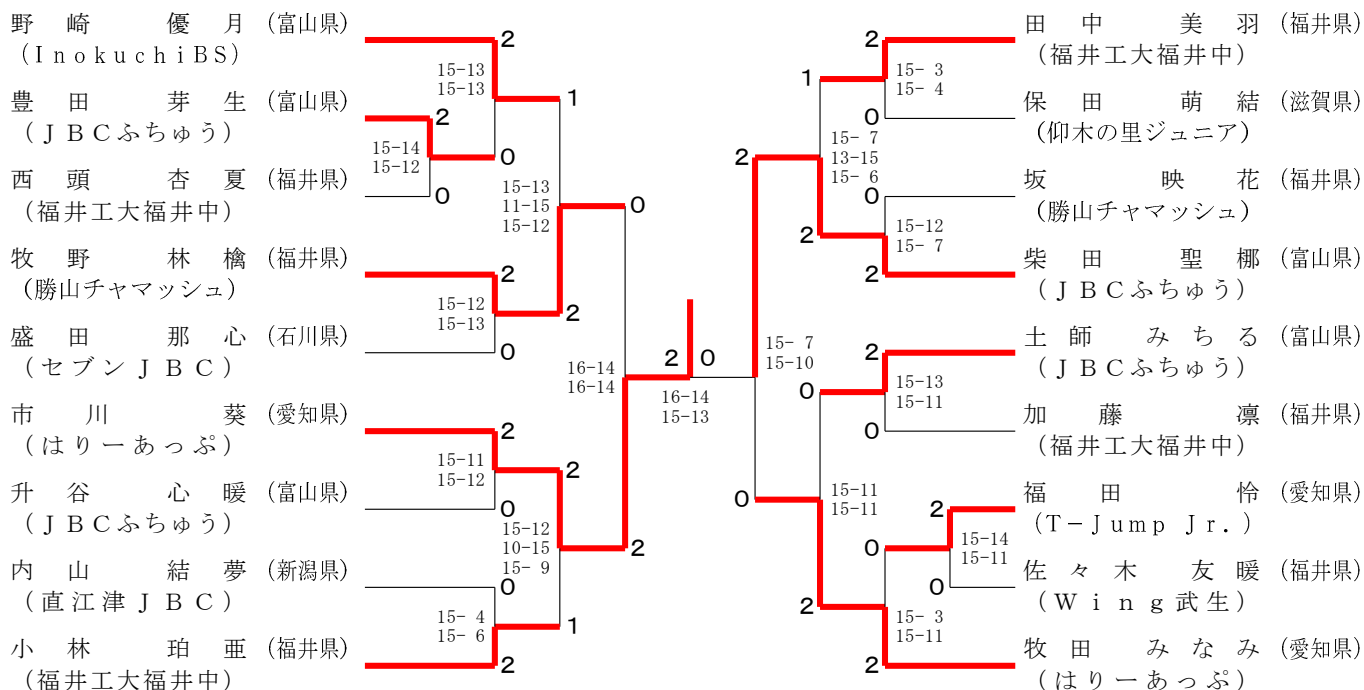 野崎 優月 (富山県)
(InokuchiBS)
豊田 芽生 (富山県)
(ＪＢＣふちゅう)
西頭 杏夏 (福井県)
(福井工大福井中)
牧野 林檎 (福井県)
(勝山チャマッシュ)
盛田 那心 (石川県)
(セブンＪＢＣ)
市川 葵 (愛知県)
(はりーあっぷ)
升谷 心暖 (富山県)
(ＪＢＣふちゅう)
内山 結夢 (新潟県)
(直江津ＪＢＣ)
小林 珀亜 (福井県)
(福井工大福井中)
2
15-13
15-13
1
2
15-14
15-12
0
0
15-13
11-15
15-12
0
2
15-12
15-13
2
0
16-14
16-14
2
15-11
15-12
2
0
15-12
10-15
15- 9
2
0
15- 4
15- 6
1
2
2 0
16-14
15-13
2
1
15- 3
15- 4
0
15- 7
13-15
15- 6
2
0
15-12
15- 7
2
2
15- 7
15-10
2
0
15-13
15-11
0
0
15-11
15-11
2
0
15-14
15-11
0
2
15- 3
15-11
2
田中 美羽 (福井県)
(福井工大福井中)
保田 萌結 (滋賀県)
(仰木の里ジュニア)
坂 映花 (福井県)
(勝山チャマッシュ)
柴田 聖梛 (富山県)
(ＪＢＣふちゅう)
土師 みちる (富山県)
(ＪＢＣふちゅう)
加藤 凛 (福井県)
(福井工大福井中)
福田 怜 (愛知県)
(T－Jump Jr.)
佐々木 友暖 (福井県)
(Ｗｉｎｇ武生)
牧田 みなみ (愛知県)
(はりーあっぷ)